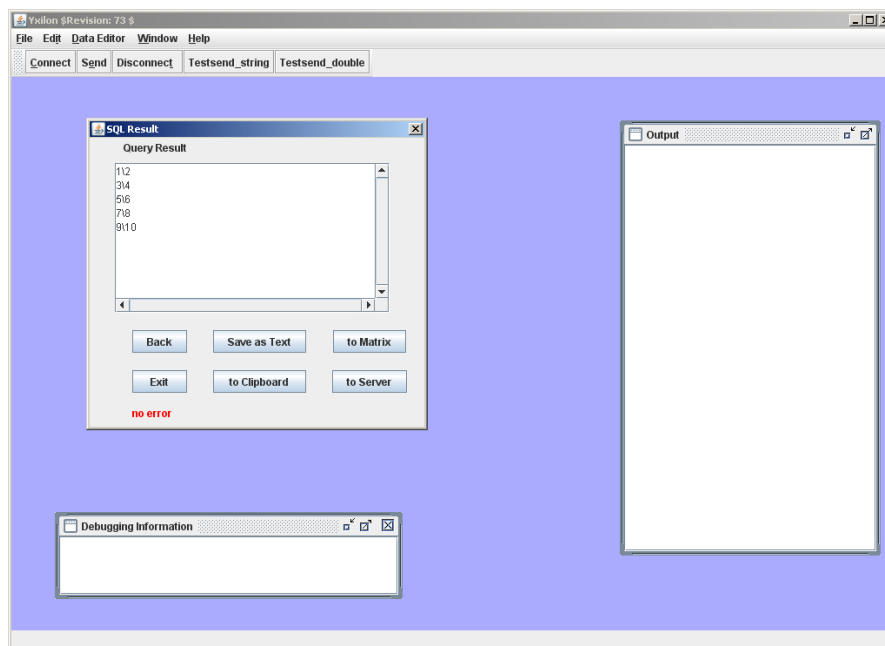 Yxilon $Revision: 73 $
File Edit Data Editor Window Help
Connect Send Disconnect Testsend_string Testsend_double
SQL Result
Query Result
1\2
3\4
5\6
7\8
9\10
Back Save as Text to Matrix
Exit to Clipboard to Server
no error
Output
Debugging Information